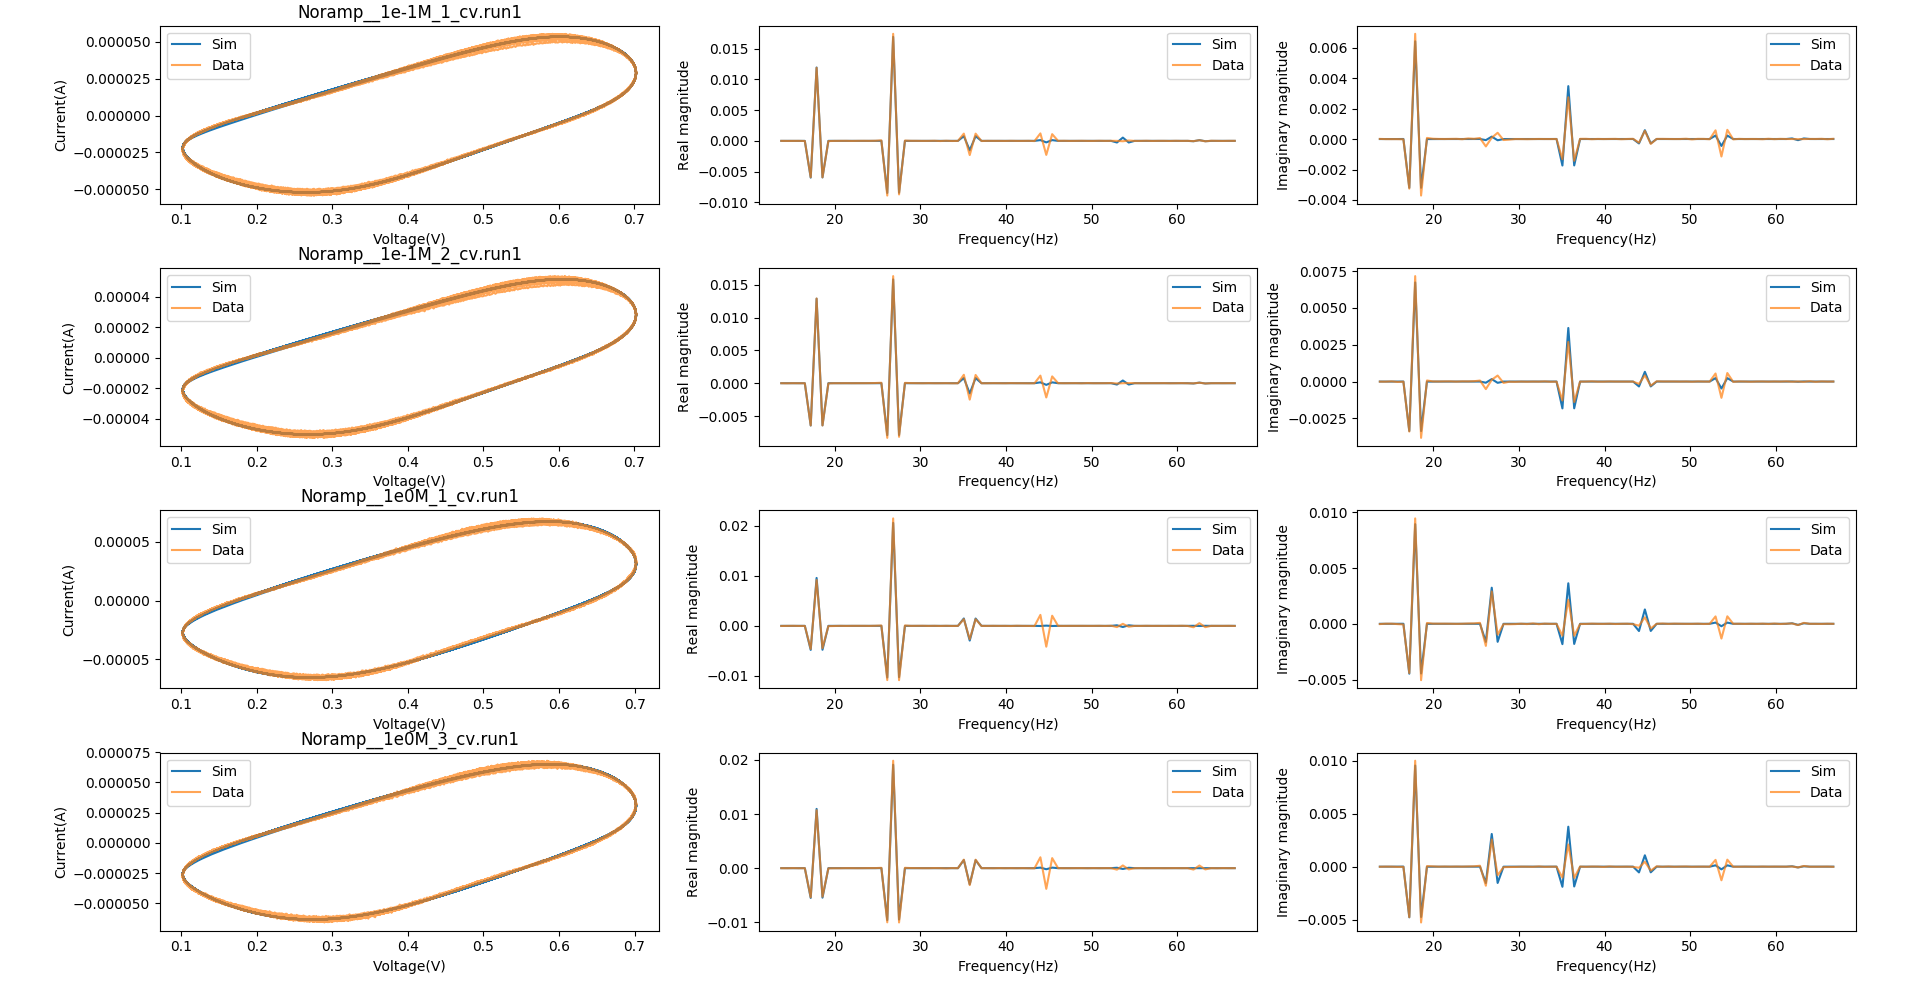 Noramp__1e-1M_1_cv.run1
Current(A)
0.000050
0.000025
0.000000
−0.000025
−0.000050
Sim
Data
0.1 0.2 0.3 0.4 0.5 0.6 0.7
Voltage(V)
Real magnitude
0.015
0.010
0.005
0.000
−0.005
−0.010
Sim
Data
20 30 40 50 60
Frequency(Hz)
Imaginary magnitude
0.006
0.004
0.002
0.000
−0.002
−0.004
Sim
Data
20 30 40 50 60
Frequency(Hz)
Noramp__1e-1M_2_cv.run1
Current(A)
0.00004
0.00002
0.00000
−0.00002
−0.00004
Sim
Data
0.1 0.2 0.3 0.4 0.5 0.6 0.7
Voltage(V)
Real magnitude
0.015
0.010
0.005
0.000
−0.005
Sim
Data
20 30 40 50 60
Frequency(Hz)
Imaginary magnitude
0.0075
0.0050
0.0025
0.0000
−0.0025
Sim
Data
20 30 40 50 60
Frequency(Hz)
Noramp__1e0M_1_cv.run1
Current(A)
0.00005
0.00000
−0.00005
Sim
Data
0.1 0.2 0.3 0.4 0.5 0.6 0.7
Voltage(V)
Real magnitude
0.02
0.01
0.00
−0.01
Sim
Data
20 30 40 50 60
Frequency(Hz)
Imaginary magnitude
0.010
0.005
0.000
−0.005
Sim
Data
20 30 40 50 60
Frequency(Hz)
Noramp__1e0M_3_cv.run1
Current(A)
0.000075
0.000050
0.000025
0.000000
−0.000025
−0.000050
Sim
Data
0.1 0.2 0.3 0.4 0.5 0.6 0.7
Voltage(V)
Real magnitude
0.02
0.01
0.00
−0.01
Sim
Data
20 30 40 50 60
Frequency(Hz)
Imaginary magnitude
0.010
0.005
0.000
−0.005
Sim
Data
20 30 40 50 60
Frequency(Hz)